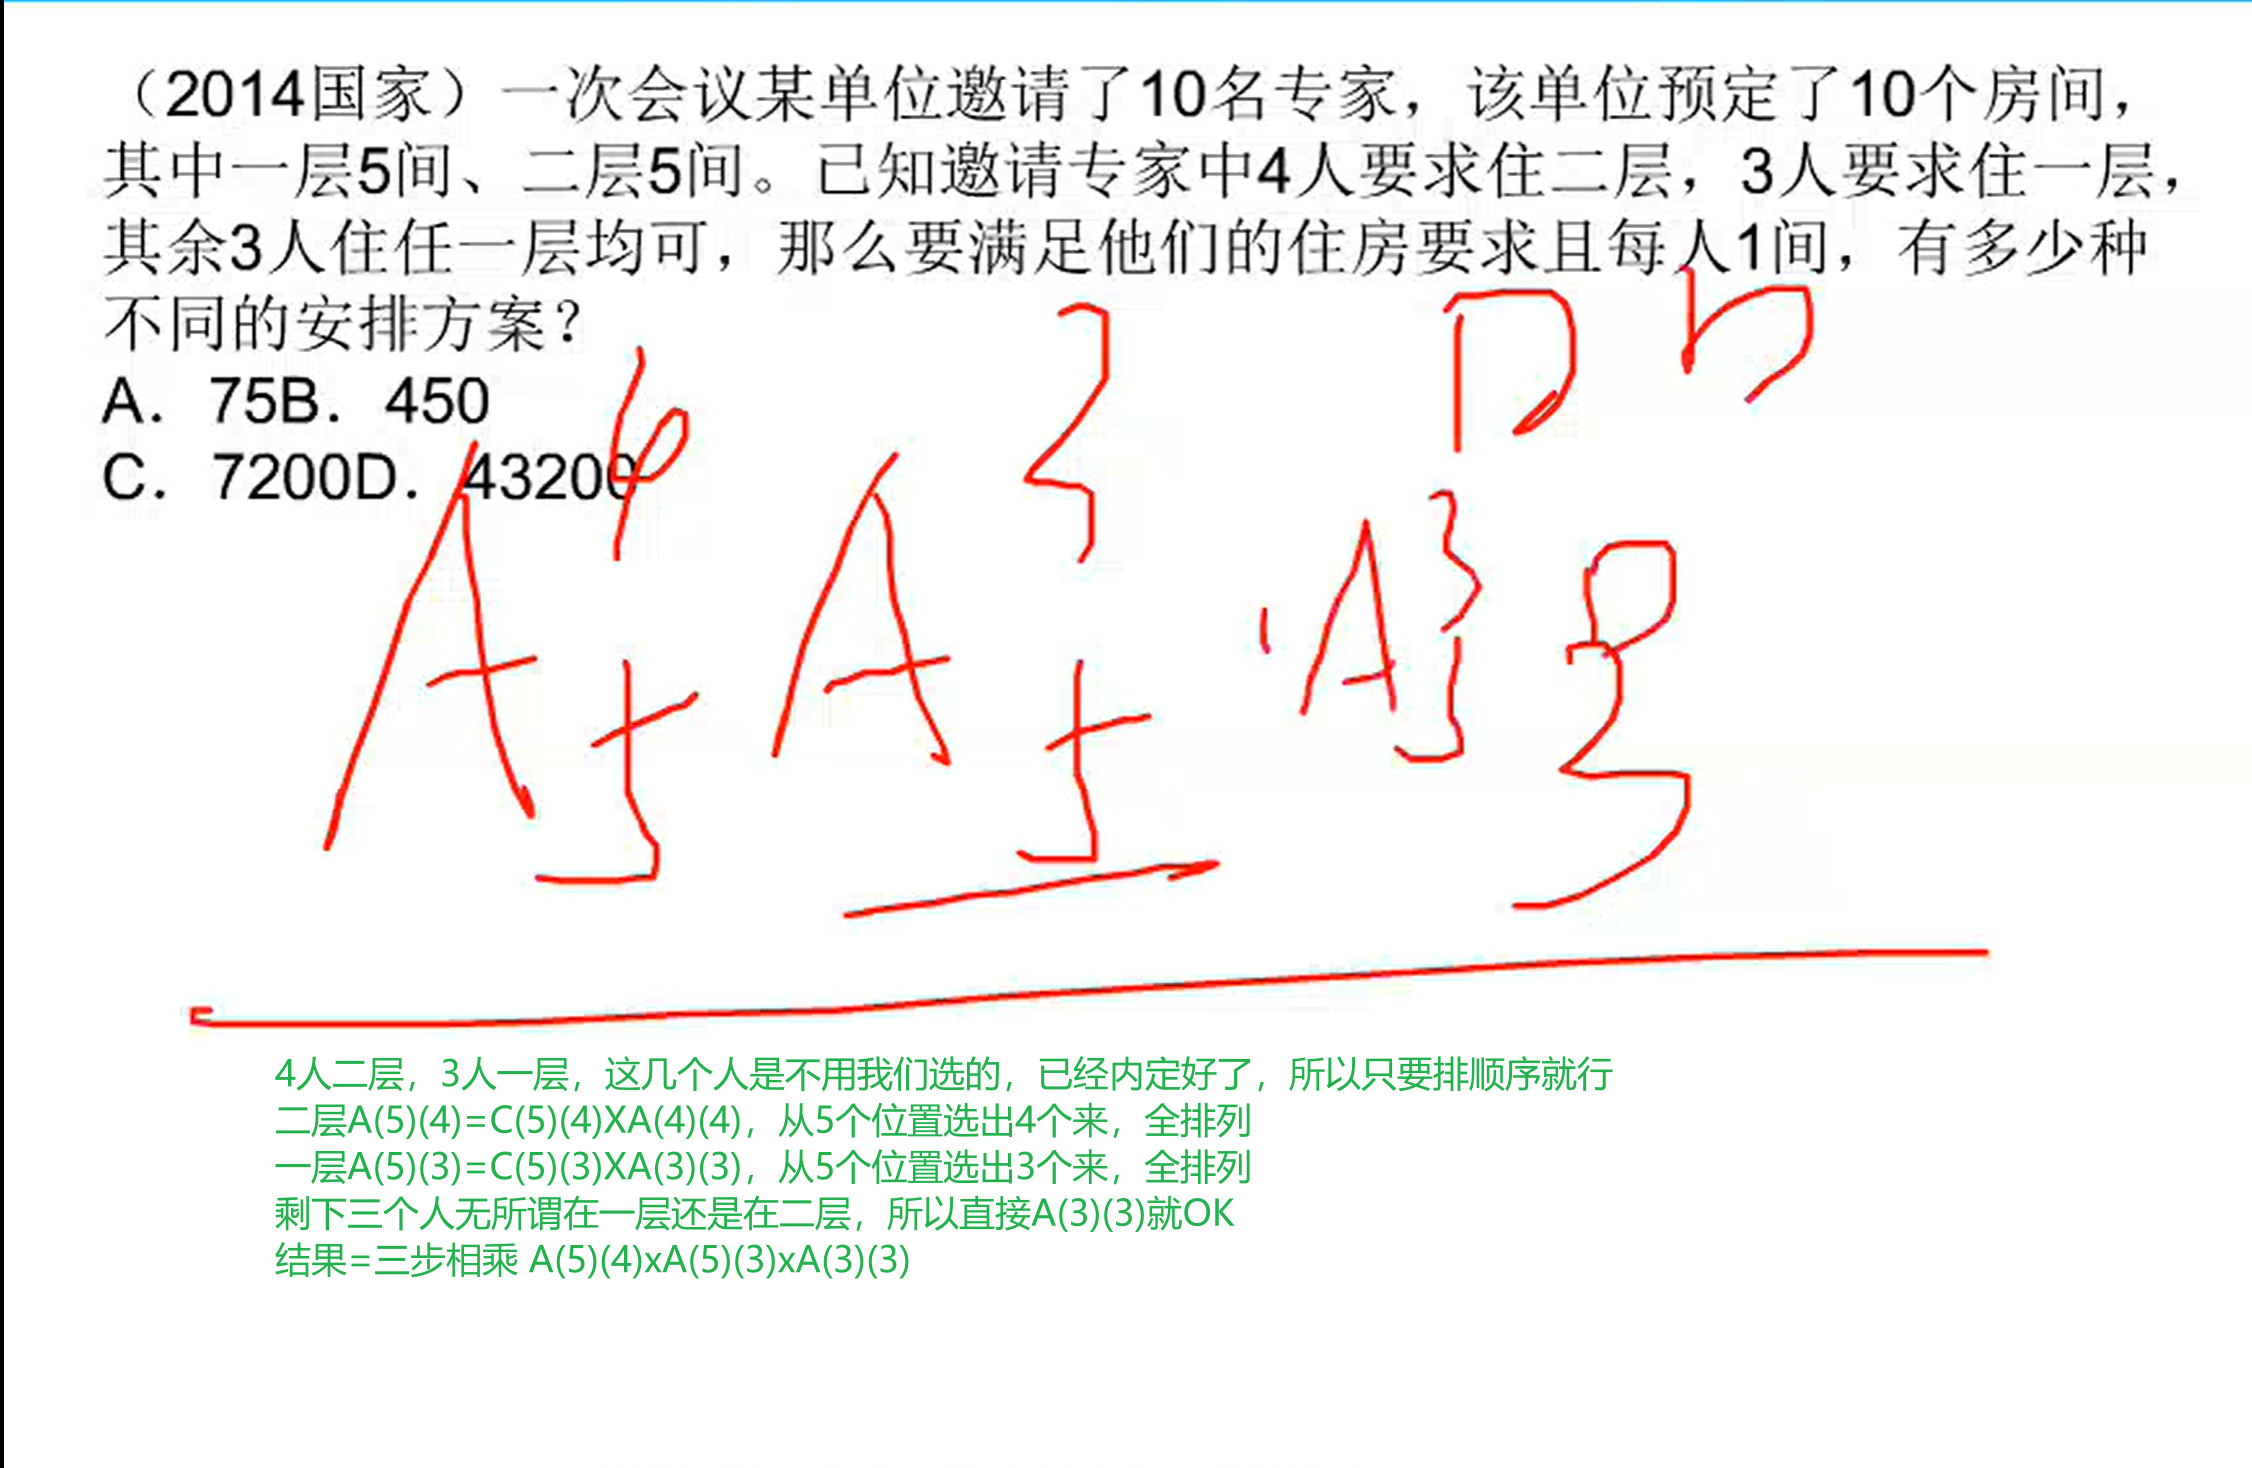 （2014国家）一次会议某单位邀请了10名专家，该单位预定了10个房间，
其中一层5间、二层5间。已知邀请专家中4人要求住二层，3人要求住一层，
其余3人住任一层均可，那么要满足他们的住房要求且每人1间，有多少种
不同的安排方案？
A．75B．450
C．7200D．43200
4人二层，3人一层，这几个人是不用我们选的，已经内定好了，所以只要排顺序就行
二层A(5)(4)=C(5)(4)XA(4)(4)，从5个位置选出4个来，全排列
一层A(5)(3)=C(5)(3)XA(3)(3)，从5个位置选出3个来，全排列
剩下三个人无所谓在一层还是在二层，所以直接A(3)(3)就OK
结果=三步相乘 A(5)(4)xA(5)(3)xA(3)(3)